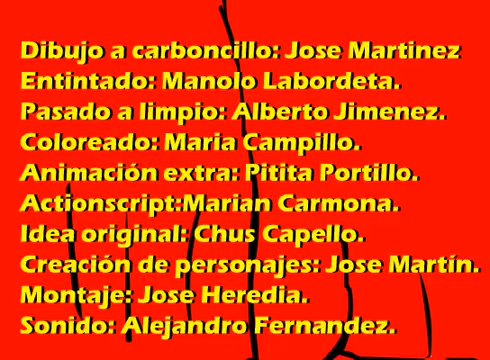 Dibujo a carboncillo: Jose Martinez
Entintado: Manolo Labordeta.
Pasado a limpio: Alberto Jimenez.
Coloreado: Maria Campillo.
Animación extra: Pitita Portillo.
Actionscript:Marian Carmona.
Idea original: Chus Capello.
Creación de personajes: Jose Martín.
Montaje: Jose Heredia.
Sonido: Alejandro Fernandez.